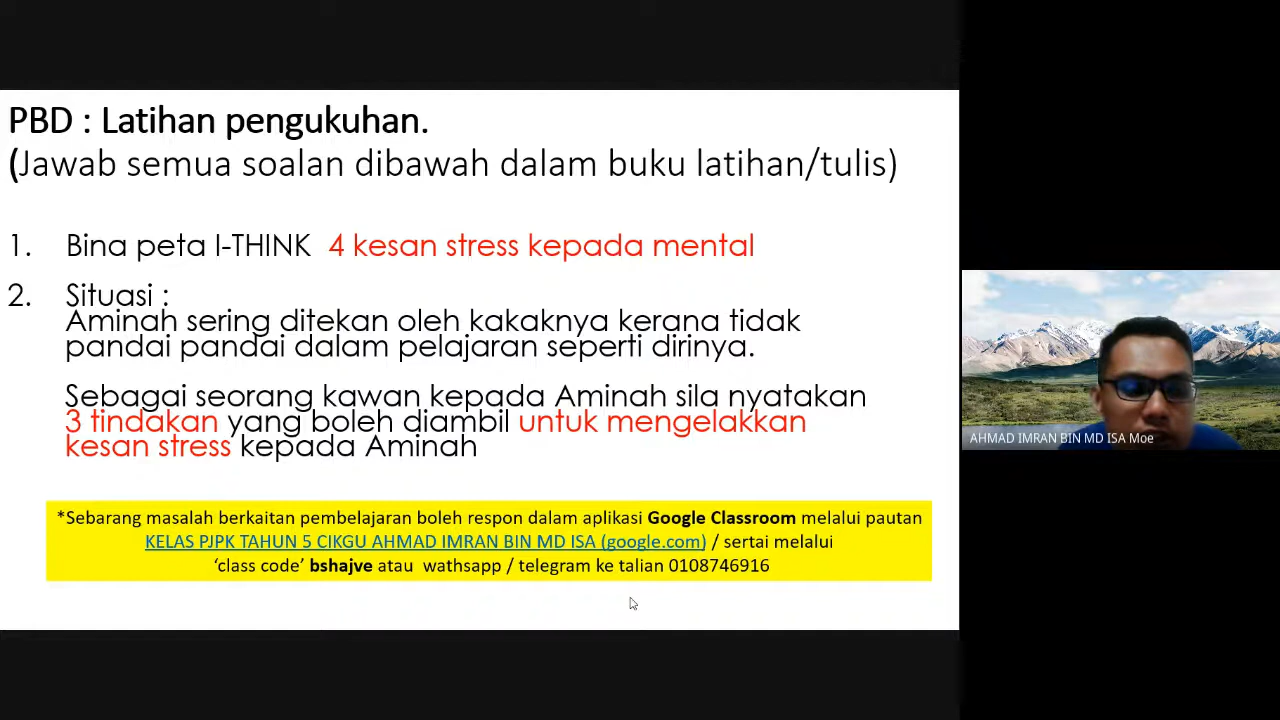 PBD : Latihan pengukuhan.
(Jawab semua soalan dibawah dalam buku latihan/tulis)
1. Bina peta I-THINK 4 kesan stress kepada mental
2. Situasi :
Aminah sering ditekan oleh kakaknya kerana tidak
pandai pandai dalam pelajaran seperti dirinya.
Sebagai seorang kawan kepada Aminah sila nyatakan
3 tindakan yang boleh diambil untuk mengelakkan
kesan stress kepada Aminah
*Sebarang masalah berkaitan pembelajaran boleh respon dalam aplikasi Google Classroom melalui pautan
KELAS PJPK TAHUN 5 CIKGU AHMAD IMRAN BIN MD ISA (google.com) / sertai melalui
‘class code’ bshajve atau wathsapp / telegram ke talian 0108746916
AHMAD IMRAN BIN MD ISA Moe